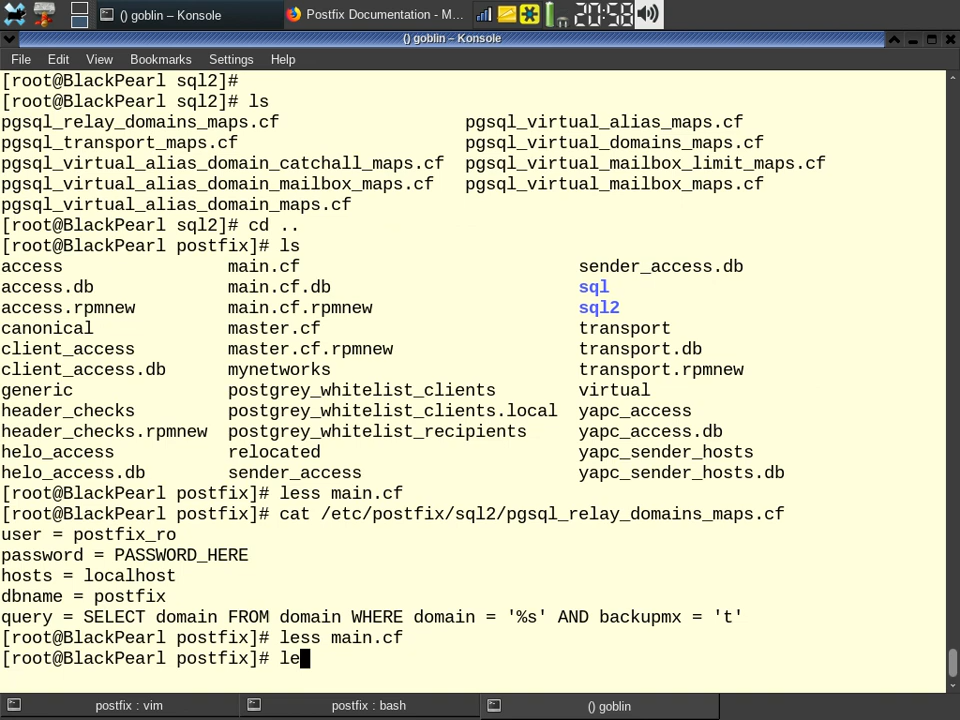 () goblin – Konsole
Postfix Documentation - M...
20:58
() goblin – Konsole
File Edit View Bookmarks Settings Help
[root@BlackPearl sql2]#
[root@BlackPearl sql2]# ls
pgsql_relay_domains_maps.cf pgsql_virtual_alias_maps.cf
pgsql_transport_maps.cf pgsql_virtual_domains_maps.cf
pgsql_virtual_alias_domain_catchall_maps.cf pgsql_virtual_mailbox_limit_maps.cf
pgsql_virtual_alias_domain_mailbox_maps.cf pgsql_virtual_mailbox_maps.cf
pgsql_virtual_alias_domain_maps.cf
[root@BlackPearl sql2]# cd ..
[root@BlackPearl postfix]# ls
access main.cf sender_access.db
access.db main.cf.db sql
access.rpmnew main.cf.rpmnew sql2
canonical master.cf transport
client_access master.cf.rpmnew transport.db
client_access.db mynetworks transport.rpmnew
generic postgrey_whitelist_clients virtual
header_checks postgrey_whitelist_clients.local yapc_access
header_checks.rpmnew postgrey_whitelist_recipients yapc_access.db
helo_access relocated yapc_sender_hosts
helo_access.db sender_access yapc_sender_hosts.db
[root@BlackPearl postfix]# less main.cf
[root@BlackPearl postfix]# cat /etc/postfix/sql2/pgsql_relay_domains_maps.cf
user = postfix_ro
password = PASSWORD_HERE
hosts = localhost
dbname = postfix
query = SELECT domain FROM domain WHERE domain = '%s' AND backupmx = 't'
[root@BlackPearl postfix]# less main.cf
[root@BlackPearl postfix]# le
postfix : vim
postfix : bash
() goblin